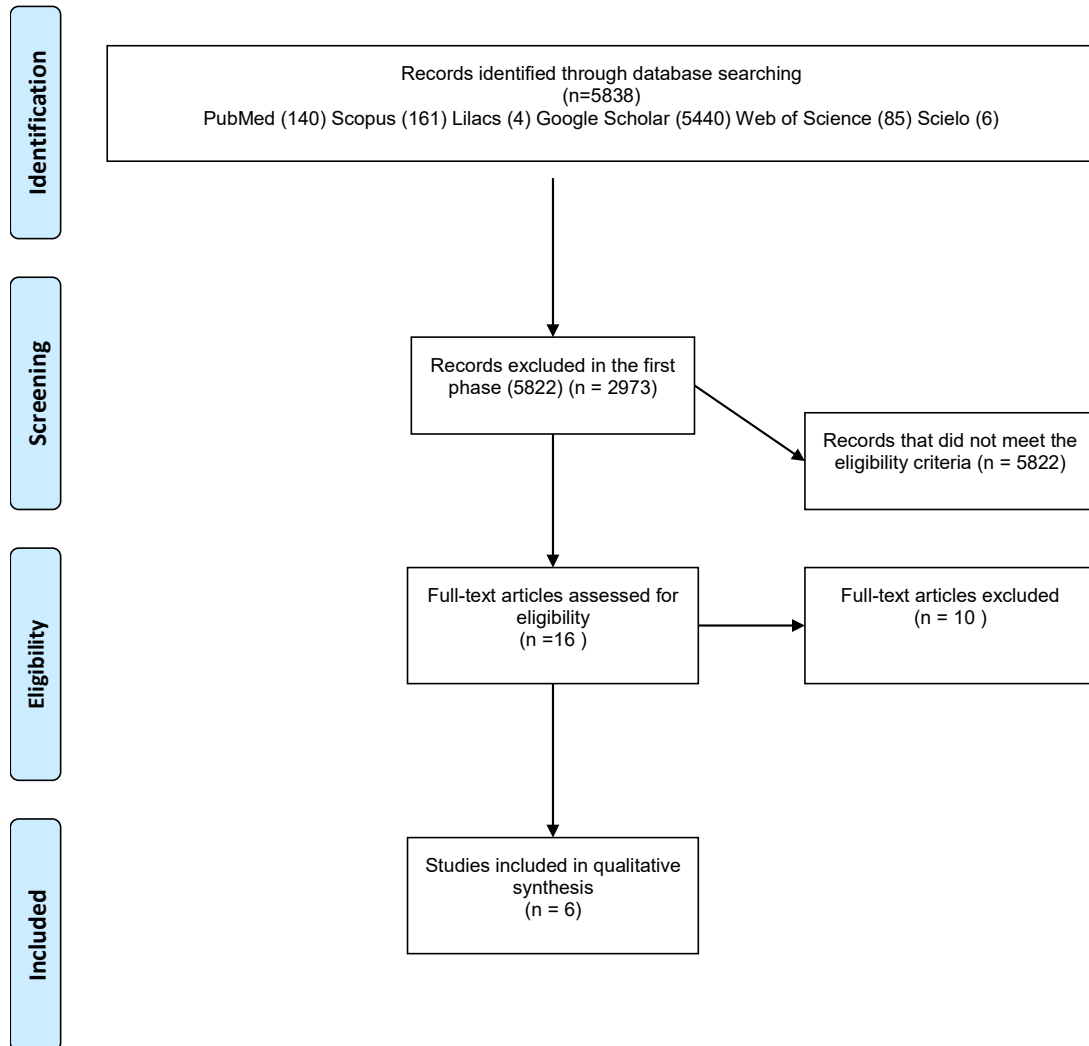 Identification
Records identified through database searching
(n=5838)
PubMed (140) Scopus (161) Lilacs (4) Google Scholar (5440) Web of Science (85) Scielo (6)
Screening
Records excluded in the first
phase (5822) (n = 2973)
Records that did not meet the
eligibility criteria (n = 5822)
Eligibility
Full-text articles assessed for
eligibility
(n =16 )
Full-text articles excluded
(n = 10 )
Included
Studies included in qualitative
synthesis
(n = 6)